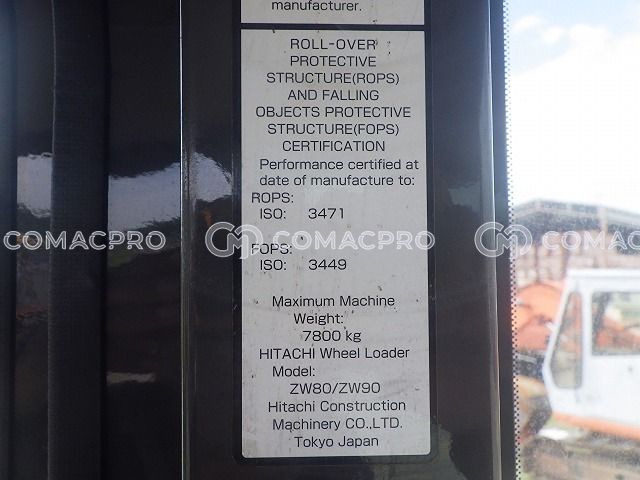 manufacturer.
ROLL-OVER
PROTECTIVE
STRUCTURE(ROPS)
AND FALLING
OBJECTS PROTECTIVE
STRUCTURE(FOPS)
CERTIFICATION
Performance certified at
date of manufacture to:
ROPS:
ISO: 3471
COMACPRO COMACPRO COMACPRO
FOPS:
ISO: 3449
Maximum Machine
Weight:
7800 kg
HITACHI Wheel Loader
Model:
ZW80/ZW90
Hitachi Construction
Machinery CO.,LTD.
Tokyo Japan